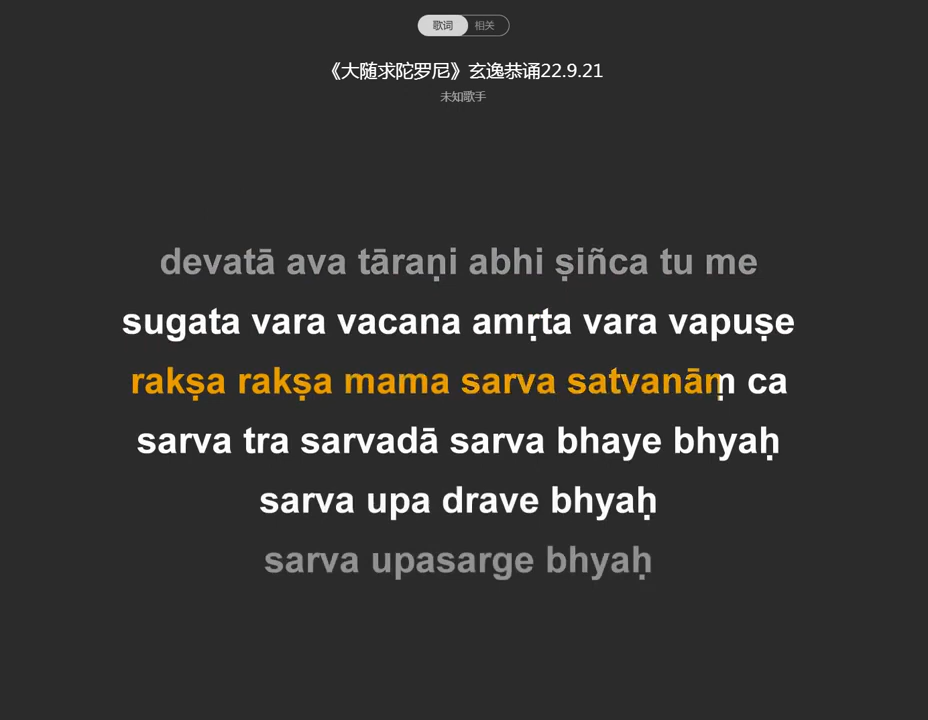 歌词 相关
《大随求陀罗尼》玄逸恭诵22.9.21
未知歌手
devatā ava tāraṇi abhi ṣiñca tu me
sugata vara vacana amṛta vara vapuṣe
rakṣa rakṣa mama sarva satvanāṃ ca
sarva tra sarvadā sarva bhaye bhyaḥ
sarva upa drave bhyaḥ
sarva upasarge bhyaḥ